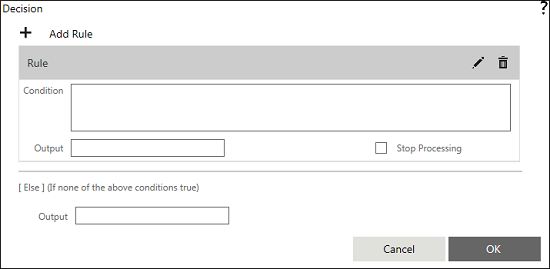 Decision ?
+ Add Rule
Rule
Condition
Output Stop Processing
[ Else ] (If none of the above conditions true)
Output
Cancel OK